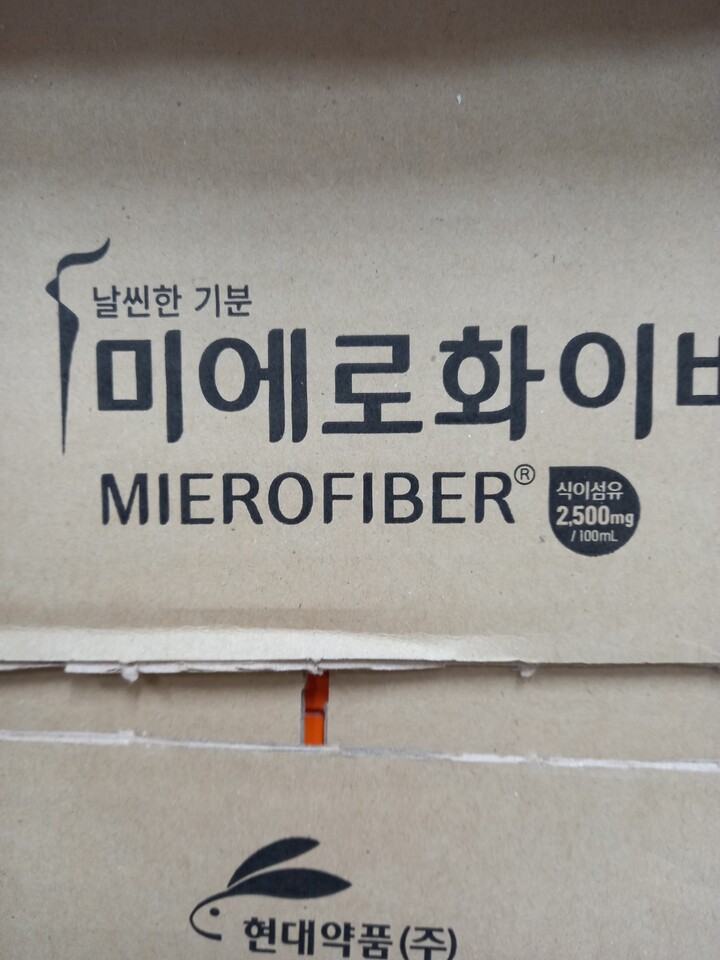 날씬한 기분
미에로화이바
MIEROFIBER®
식이섬유
2,500mg
/100mL
현대약품(주)